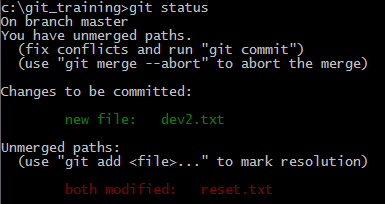 c:\git_training>git status
On branch master
You have unmerged paths.
  (fix conflicts and run "git commit")
  (use "git merge --abort" to abort the merge)

Changes to be committed:

        new file:   dev2.txt

Unmerged paths:
  (use "git add <file>..." to mark resolution)

        both modified:   reset.txt